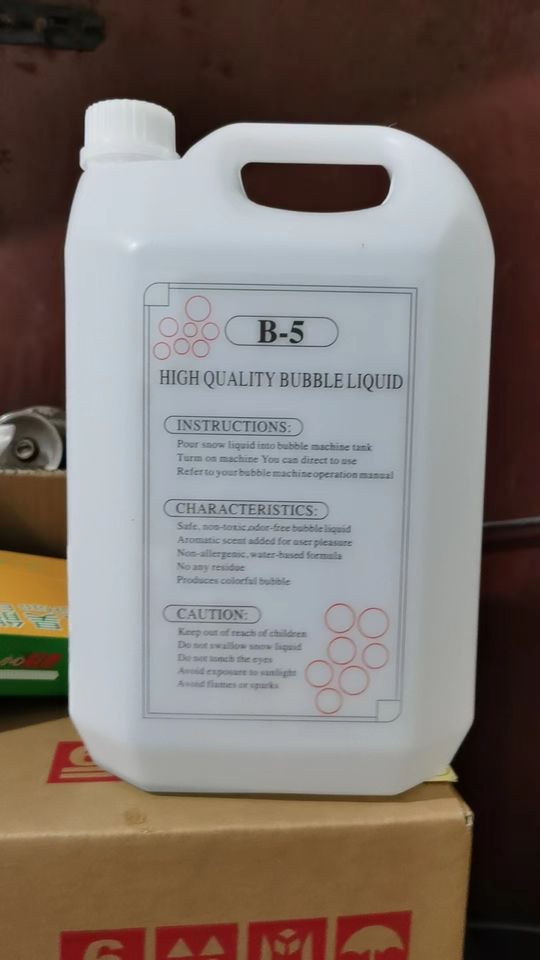 B-5
HIGH QUALITY BUBBLE LIQUID
INSTRUCTIONS:
Pour snow liquid into bubble machine tank
Turm on machine You can direct to use
Refer to your bubble machine operation manual
CHARACTERISTICS:
Safe, non-toxic,odor-free bubble liquid
Aromatic scent added for user pleasure
Non-allergenic, water-based formula
No any residue
Produces colorful bubble
CAUTION:
Keep out of reach of children
Do not swallow snow liquid
Do not touch the eyes
Avoid exposure to sunlight
Avoid flames or sparks
6